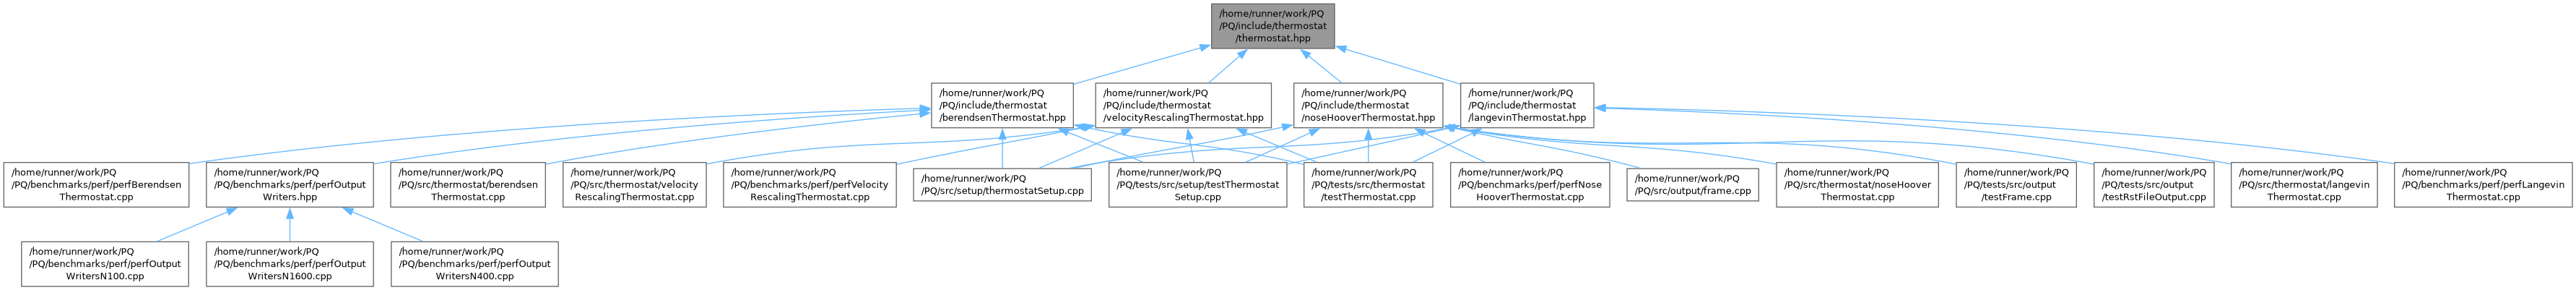 /home/runner/work/PQ
/PQ/include/thermostat
/thermostat.hpp
/home/runner/work/PQ
/PQ/include/thermostat
/berendsenThermostat.hpp
/home/runner/work/PQ
/PQ/include/thermostat
/velocityRescalingThermostat.hpp
/home/runner/work/PQ
/PQ/include/thermostat
/noseHooverThermostat.hpp
/home/runner/work/PQ
/PQ/include/thermostat
/langevinThermostat.hpp
/home/runner/work/PQ
/PQ/benchmarks/perf/perfBerendsen
Thermostat.cpp
/home/runner/work/PQ
/PQ/benchmarks/perf/perfOutput
Writers.hpp
/home/runner/work/PQ
/PQ/src/thermostat/berendsen
Thermostat.cpp
/home/runner/work/PQ
/PQ/src/thermostat/velocity
RescalingThermostat.cpp
/home/runner/work/PQ
/PQ/benchmarks/perf/perfVelocity
RescalingThermostat.cpp
/home/runner/work/PQ
/PQ/src/setup/thermostatSetup.cpp
/home/runner/work/PQ
/PQ/tests/src/setup/testThermostat
Setup.cpp
/home/runner/work/PQ
/PQ/tests/src/thermostat
/testThermostat.cpp
/home/runner/work/PQ
/PQ/benchmarks/perf/perfNose
HooverThermostat.cpp
/home/runner/work/PQ
/PQ/src/output/frame.cpp
/home/runner/work/PQ
/PQ/src/thermostat/noseHoover
Thermostat.cpp
/home/runner/work/PQ
/PQ/tests/src/output
/testFrame.cpp
/home/runner/work/PQ
/PQ/tests/src/output
/testRstFileOutput.cpp
/home/runner/work/PQ
/PQ/src/thermostat/langevin
Thermostat.cpp
/home/runner/work/PQ
/PQ/benchmarks/perf/perfLangevin
Thermostat.cpp
/home/runner/work/PQ
/PQ/benchmarks/perf/perfOutput
WritersN100.cpp
/home/runner/work/PQ
/PQ/benchmarks/perf/perfOutput
WritersN1600.cpp
/home/runner/work/PQ
/PQ/benchmarks/perf/perfOutput
WritersN400.cpp